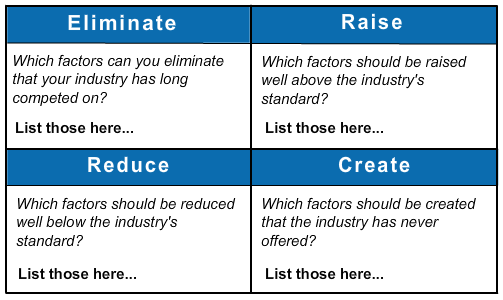 Eliminate
Which factors can you eliminate
that your industry has long
competed on?
List those here...
Raise
Which factors should be raised
well above the industry's
standard?
List those here...
Reduce
Which factors should be reduced
well below the industry's
standard?
List those here...
Create
Which factors should be created
that the industry has never
offered?
List those here...